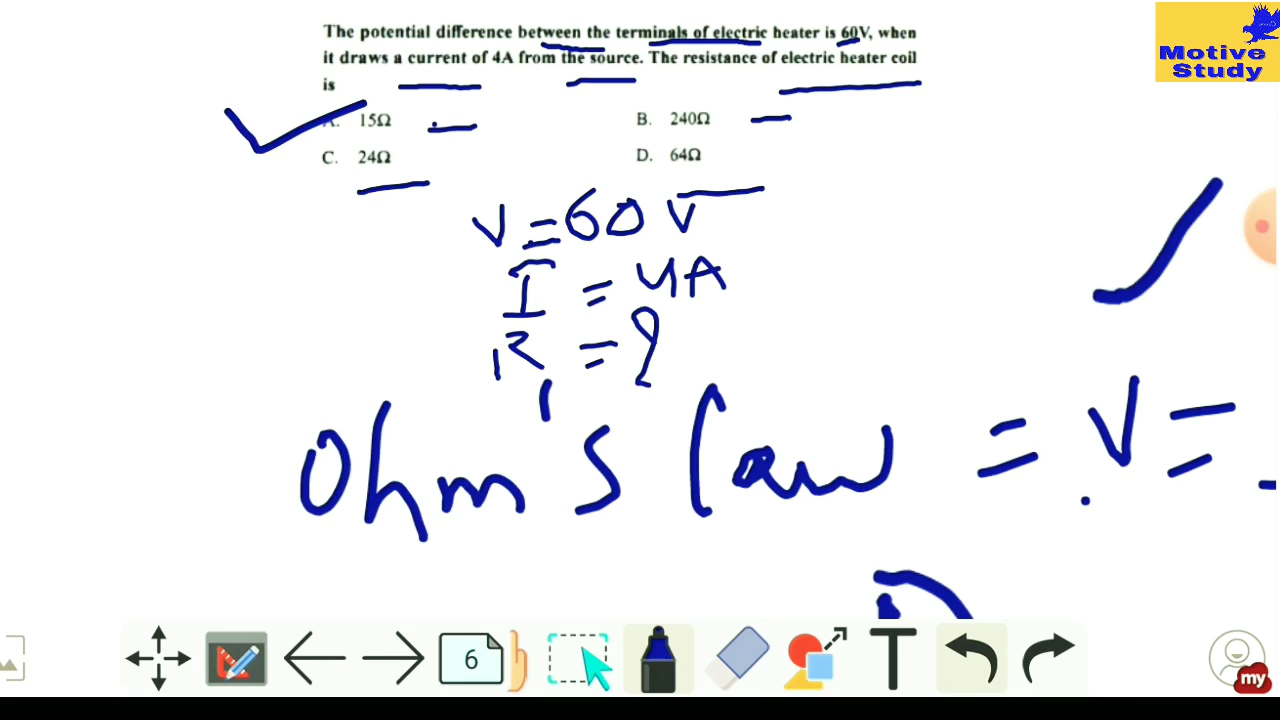 Motive
Study
The potential difference between the terminals of electric heater is 60V, when
it draws a current of 4A from the source. The resistance of electric heater coil
is
A. 15Ω B. 240Ω
C. 24Ω D. 64Ω
V = 60 V
I = 4A
R = ?
Ohm's law = V =
6
T
my